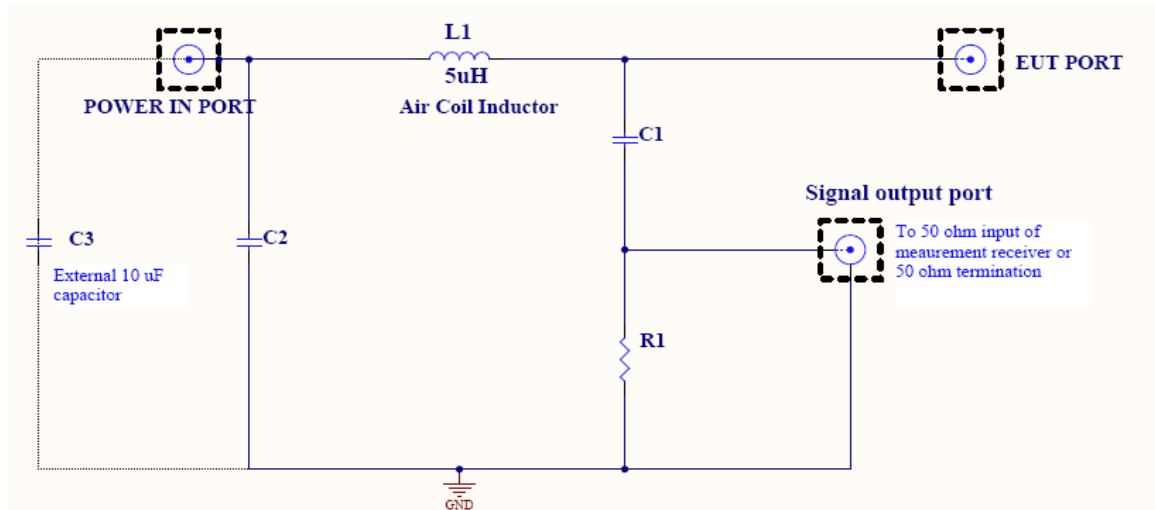 L1
5uH
Air Coil Inductor
POWER IN PORT
EUT PORT
C1
Signal output port
To 50 ohm input of
meaurement receiver or
50 ohm termination
C3
External 10 uF
capacitor
C2
R1
GND